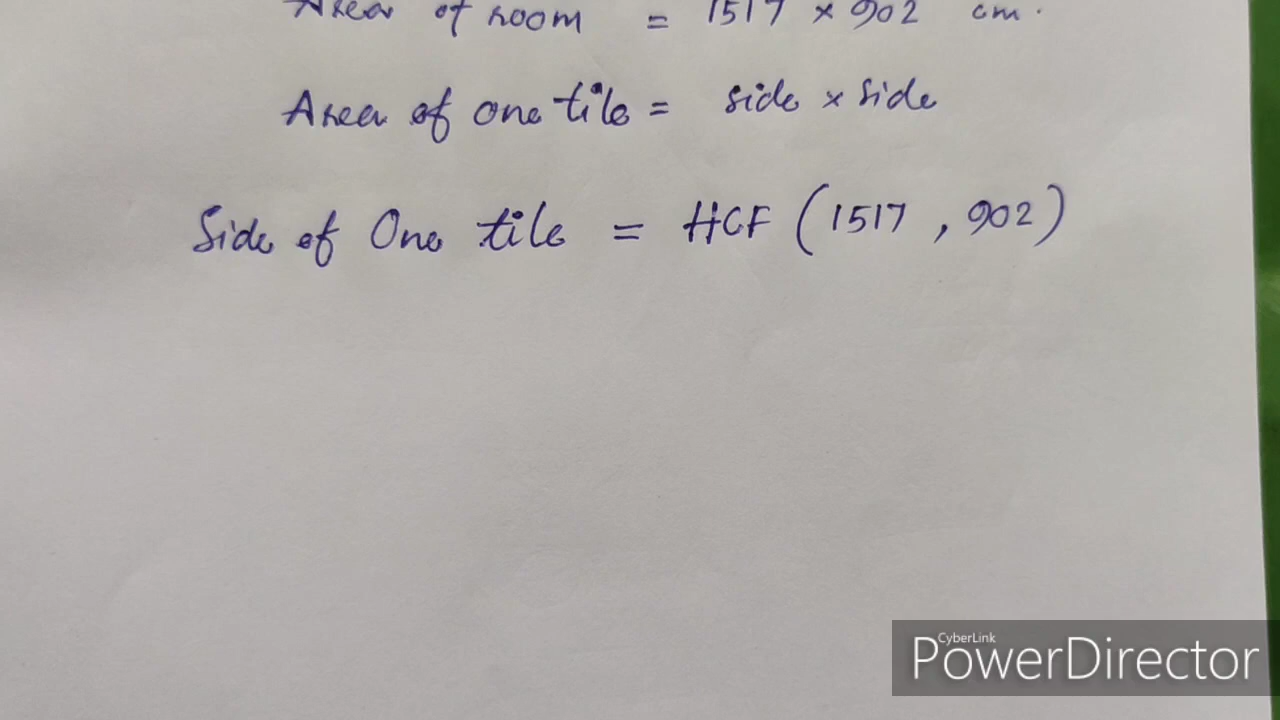 Area of room = 1517 × 902 cm.
Area of one tile = side × side
Side of One tile = HCF (1517, 902)
CyberLink
PowerDirector